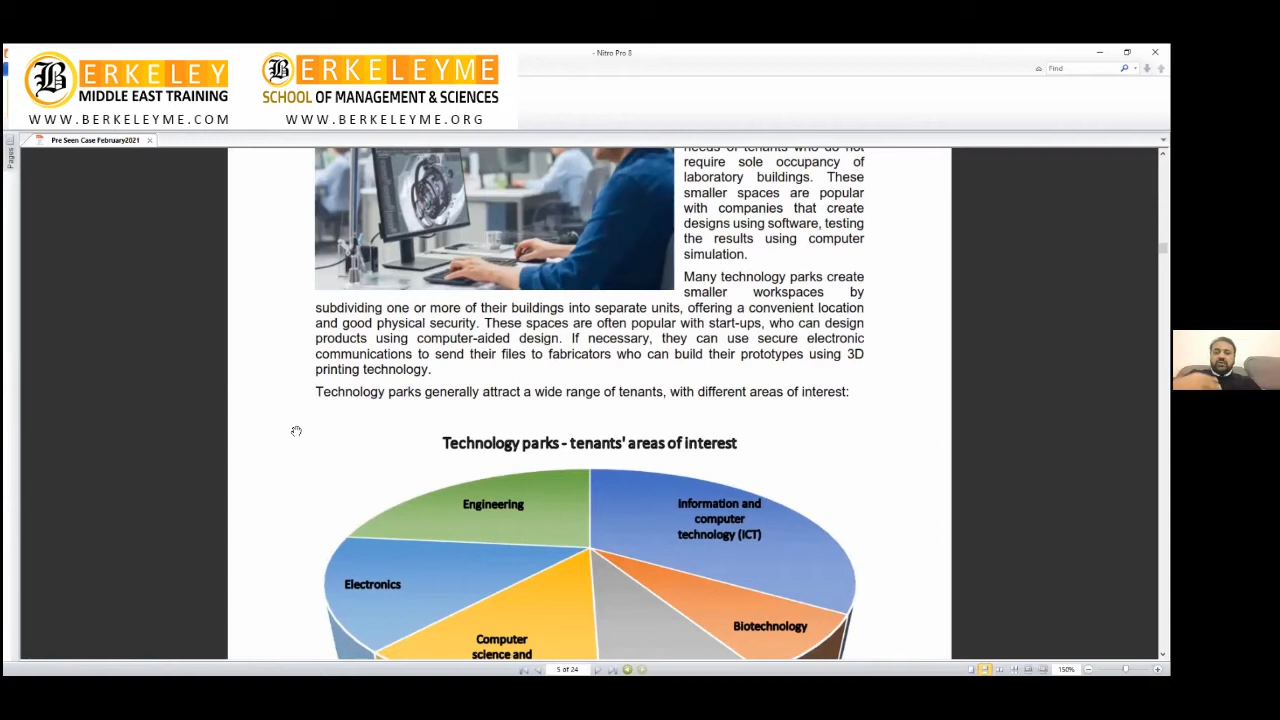 - Nitro Pro 8
BERKELEY
MIDDLE EAST TRAINING
WWW.BERKELEYME.COM
BERKELEYME
SCHOOL OF MANAGEMENT & SCIENCES
WWW.BERKELEYME.ORG
Find
Pre Seen Case February2021
Pages
needs of tenants who do not
require sole occupancy of
laboratory buildings. These
smaller spaces are popular
with companies that create
designs using software, testing
the results using computer
simulation.
Many technology parks create
smaller workspaces by
subdividing one or more of their buildings into separate units, offering a convenient location
and good physical security. These spaces are often popular with start-ups, who can design
products using computer-aided design. If necessary, they can use secure electronic
communications to send their files to fabricators who can build their prototypes using 3D
printing technology.
Technology parks generally attract a wide range of tenants, with different areas of interest:
Technology parks - tenants' areas of interest
Engineering
Information and
computer
technology (ICT)
Electronics
Biotechnology
Computer
science and
5 of 24
150%